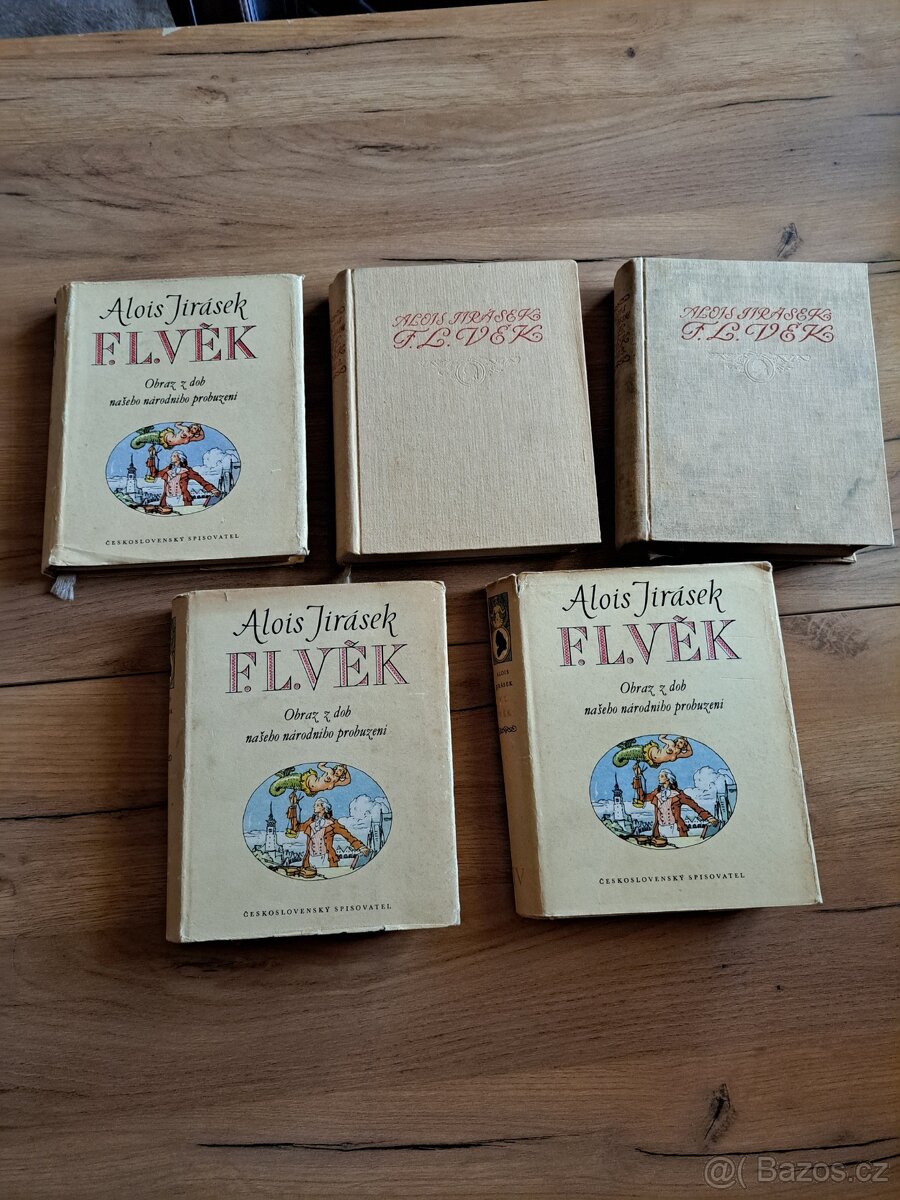 Alois Jirásek
F.L.VĚK
Obraz z dob
našeho národního probuzení
ČESKOSLOVENSKÝ SPISOVATEL
ALOIS JIRÁSEK
F. L. VĚK
ALOIS JIRÁSEK
F. L. VĚK
Alois Jirásek
F.L.VĚK
Obraz z dob
našeho národního probuzení
ČESKOSLOVENSKÝ SPISOVATEL
Alois Jirásek
F.L.VĚK
Obraz z dob
našeho národního probuzení
ČESKOSLOVENSKÝ SPISOVATEL
ALOIS
JIRÁSEK
V
@( Bazos.cz